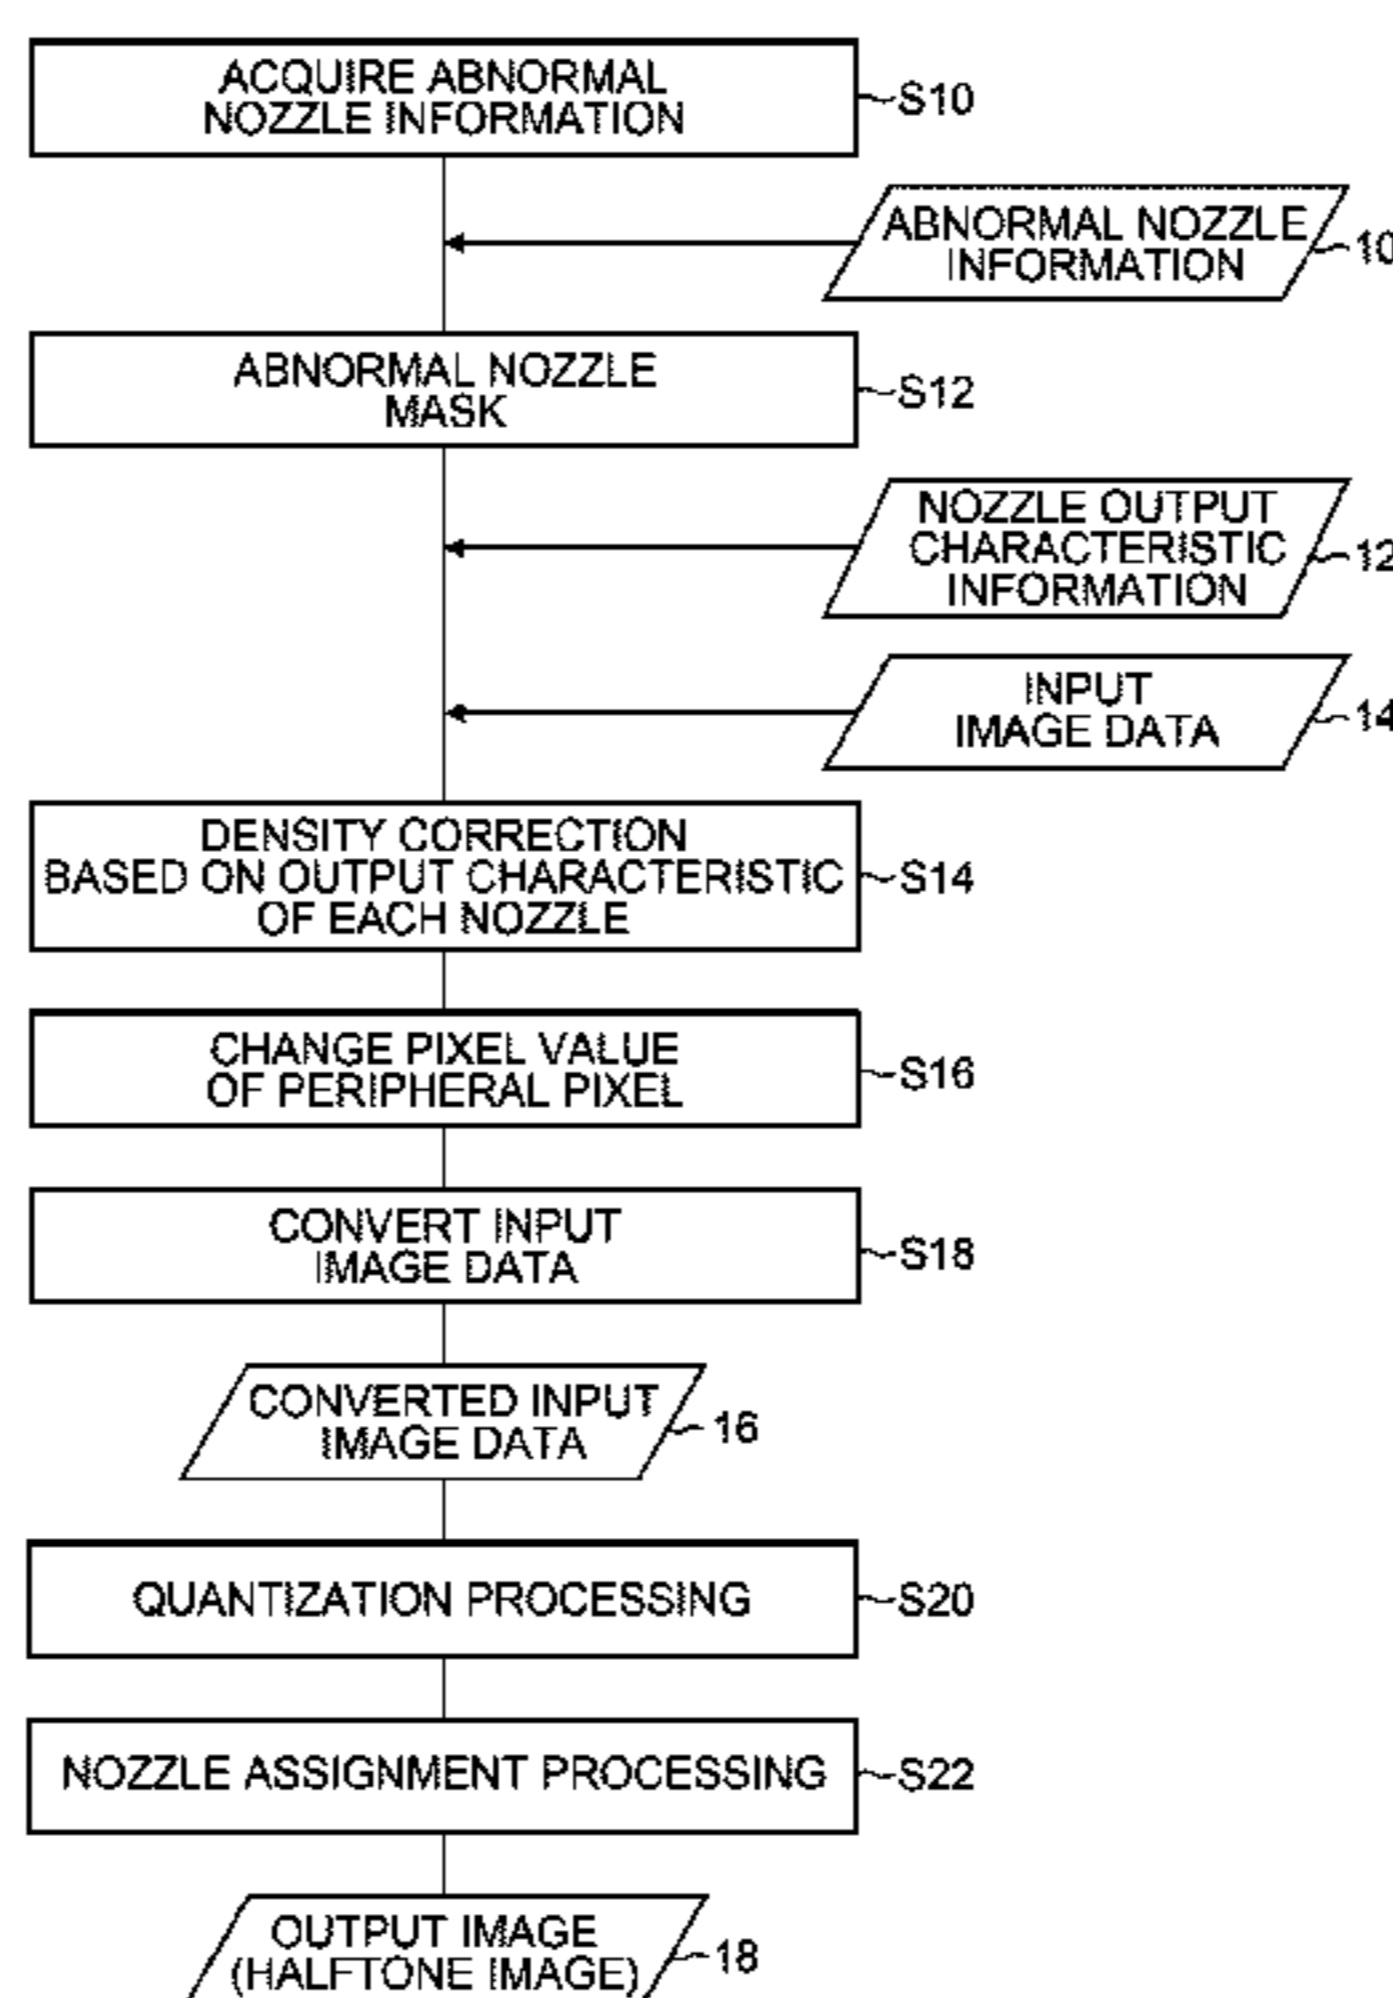 ACQUIRE ABNORMAL
NOZZLE INFORMATION
S10
ABNORMAL NOZZLE
INFORMATION
10
ABNORMAL NOZZLE
MASK
S12
NOZZLE OUTPUT
CHARACTERISTIC
INFORMATION
12
INPUT
IMAGE DATA
14
DENSITY CORRECTION
BASED ON OUTPUT CHARACTERISTIC
OF EACH NOZZLE
S14
CHANGE PIXEL VALUE
OF PERIPHERAL PIXEL
S16
CONVERT INPUT
IMAGE DATA
S18
CONVERTED INPUT
IMAGE DATA
16
QUANTIZATION PROCESSING
S20
NOZZLE ASSIGNMENT PROCESSING
S22
OUTPUT IMAGE
(HALFTONE IMAGE)
18